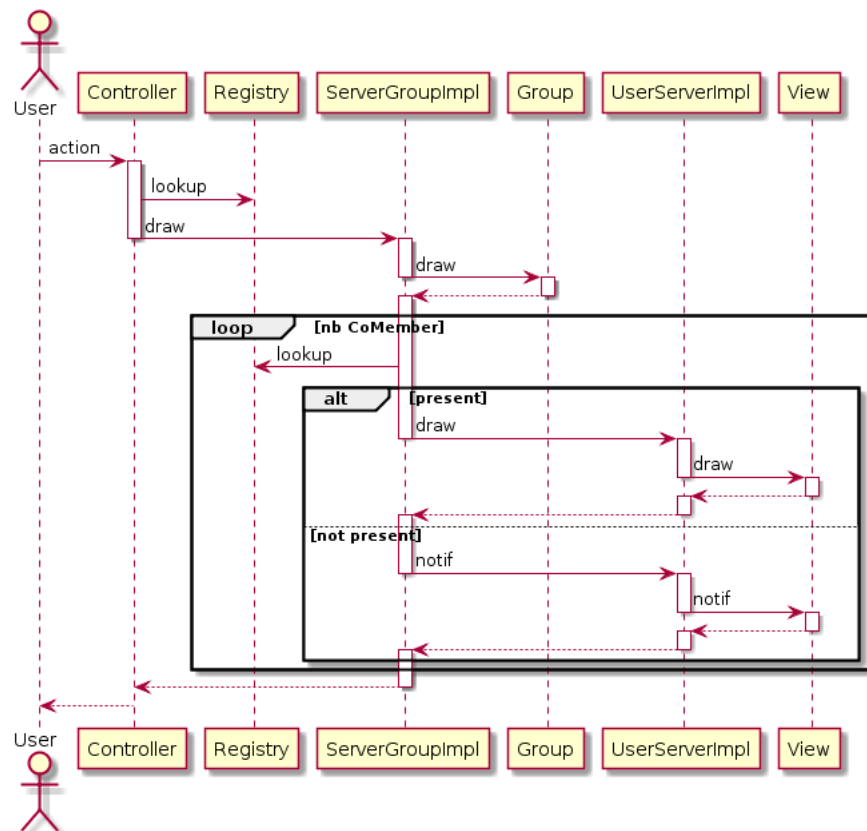 User
Controller
Registry
ServerGroupImpl
Group
UserServerImpl
View
action
lookup
draw
draw
loop
[nb CoMember]
lookup
alt
[present]
draw
draw
[not present]
notif
notif
User
Controller
Registry
ServerGroupImpl
Group
UserServerImpl
View